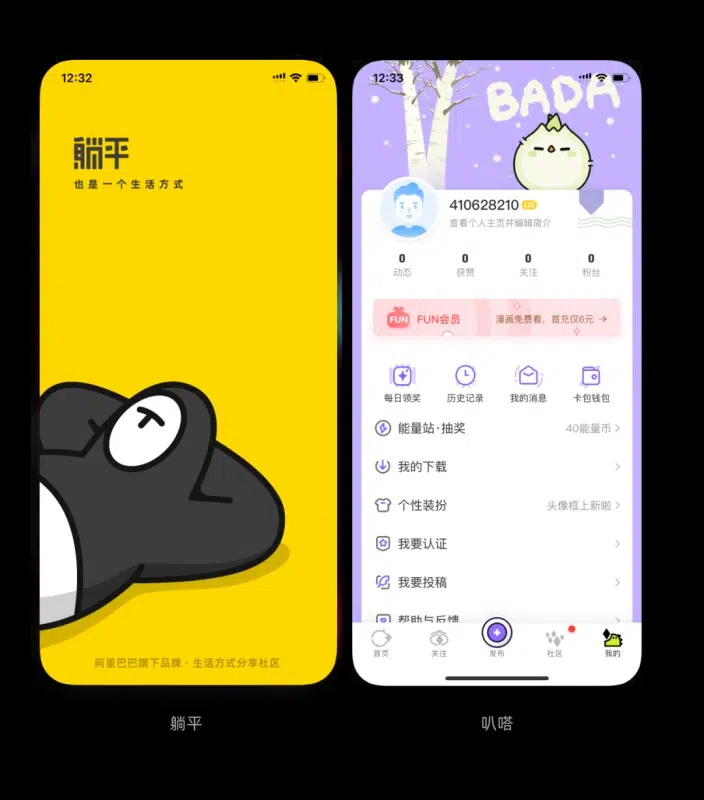 12:32
躺平
也是一个生活方式
阿里巴巴旗下品牌 · 生活方式分享社区
躺平
12:33
BADA
410628210
查看个人主页并编辑简介
0 0 0 0
动态 获赞 关注 粉丝
FUN FUN会员 漫画免费看，首充仅6元 →
每日领奖 历史记录 我的消息 卡包钱包
能量站·抽奖 40能量币
我的下载
个性装扮 头像框上新啦
我要认证
我要投稿
帮助与反馈
首页 关注 发布 社区 我的
叭嗒